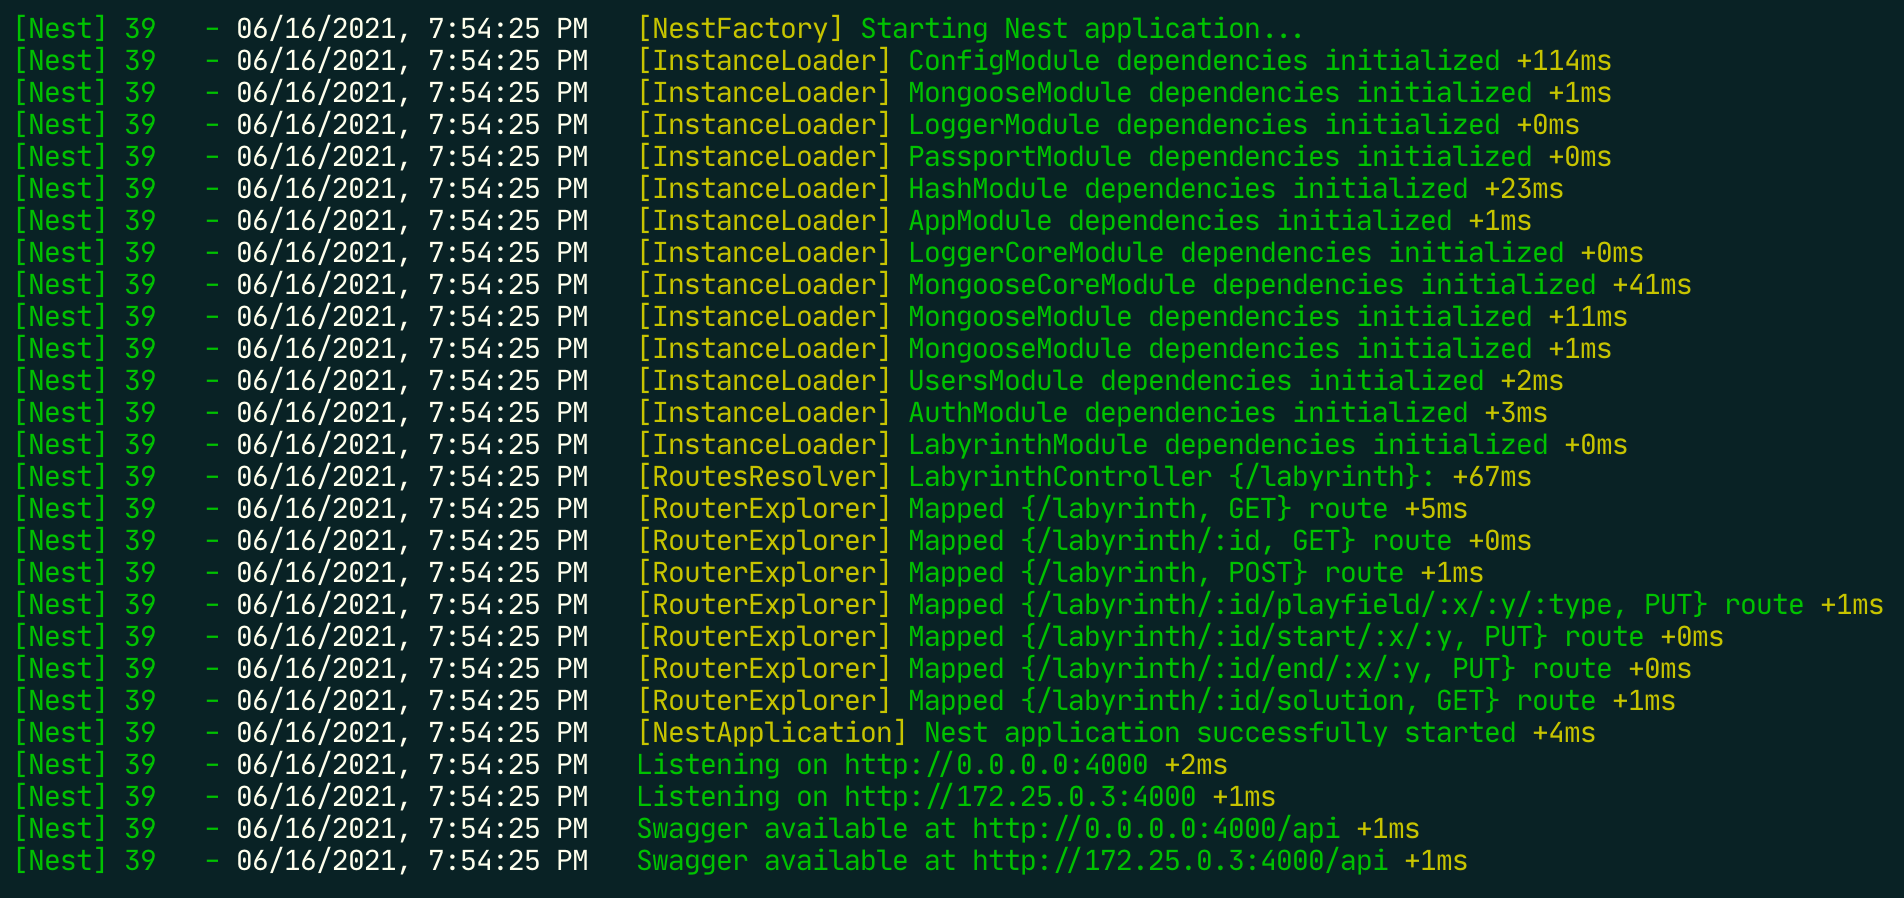 [Nest] 39   - 06/16/2021, 7:54:25 PM   [NestFactory] Starting Nest application...
[Nest] 39   - 06/16/2021, 7:54:25 PM   [InstanceLoader] ConfigModule dependencies initialized +114ms
[Nest] 39   - 06/16/2021, 7:54:25 PM   [InstanceLoader] MongooseModule dependencies initialized +1ms
[Nest] 39   - 06/16/2021, 7:54:25 PM   [InstanceLoader] LoggerModule dependencies initialized +0ms
[Nest] 39   - 06/16/2021, 7:54:25 PM   [InstanceLoader] PassportModule dependencies initialized +0ms
[Nest] 39   - 06/16/2021, 7:54:25 PM   [InstanceLoader] HashModule dependencies initialized +23ms
[Nest] 39   - 06/16/2021, 7:54:25 PM   [InstanceLoader] AppModule dependencies initialized +1ms
[Nest] 39   - 06/16/2021, 7:54:25 PM   [InstanceLoader] LoggerCoreModule dependencies initialized +0ms
[Nest] 39   - 06/16/2021, 7:54:25 PM   [InstanceLoader] MongooseCoreModule dependencies initialized +41ms
[Nest] 39   - 06/16/2021, 7:54:25 PM   [InstanceLoader] MongooseModule dependencies initialized +11ms
[Nest] 39   - 06/16/2021, 7:54:25 PM   [InstanceLoader] MongooseModule dependencies initialized +1ms
[Nest] 39   - 06/16/2021, 7:54:25 PM   [InstanceLoader] UsersModule dependencies initialized +2ms
[Nest] 39   - 06/16/2021, 7:54:25 PM   [InstanceLoader] AuthModule dependencies initialized +3ms
[Nest] 39   - 06/16/2021, 7:54:25 PM   [InstanceLoader] LabyrinthModule dependencies initialized +0ms
[Nest] 39   - 06/16/2021, 7:54:25 PM   [RoutesResolver] LabyrinthController {/labyrinth}: +67ms
[Nest] 39   - 06/16/2021, 7:54:25 PM   [RouterExplorer] Mapped {/labyrinth, GET} route +5ms
[Nest] 39   - 06/16/2021, 7:54:25 PM   [RouterExplorer] Mapped {/labyrinth/:id, GET} route +0ms
[Nest] 39   - 06/16/2021, 7:54:25 PM   [RouterExplorer] Mapped {/labyrinth, POST} route +1ms
[Nest] 39   - 06/16/2021, 7:54:25 PM   [RouterExplorer] Mapped {/labyrinth/:id/playfield/:x/:y/:type, PUT} route +1ms
[Nest] 39   - 06/16/2021, 7:54:25 PM   [RouterExplorer] Mapped {/labyrinth/:id/start/:x/:y, PUT} route +0ms
[Nest] 39   - 06/16/2021, 7:54:25 PM   [RouterExplorer] Mapped {/labyrinth/:id/end/:x/:y, PUT} route +0ms
[Nest] 39   - 06/16/2021, 7:54:25 PM   [RouterExplorer] Mapped {/labyrinth/:id/solution, GET} route +1ms
[Nest] 39   - 06/16/2021, 7:54:25 PM   [NestApplication] Nest application successfully started +4ms
[Nest] 39   - 06/16/2021, 7:54:25 PM   Listening on http://0.0.0.0:4000 +2ms
[Nest] 39   - 06/16/2021, 7:54:25 PM   Listening on http://172.25.0.3:4000 +1ms
[Nest] 39   - 06/16/2021, 7:54:25 PM   Swagger available at http://0.0.0.0:4000/api +1ms
[Nest] 39   - 06/16/2021, 7:54:25 PM   Swagger available at http://172.25.0.3:4000/api +1ms